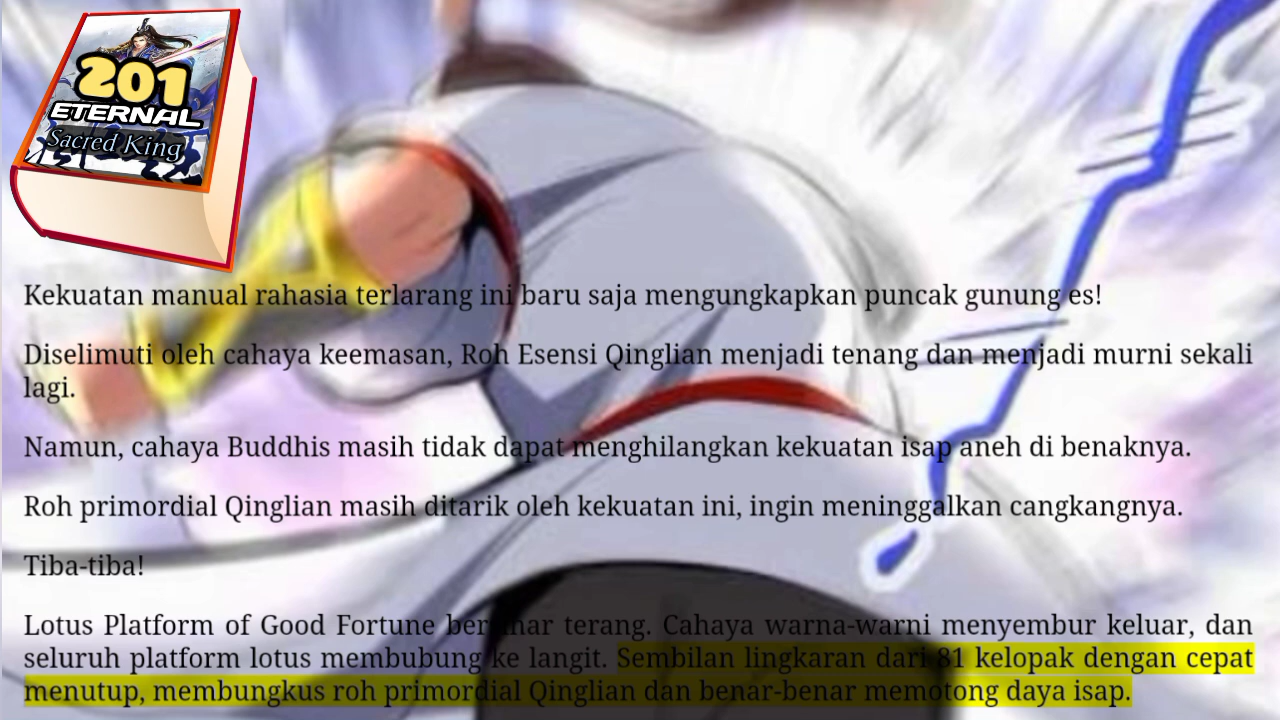 201
ETERNAL
Sacred King
Kekuatan manual rahasia terlarang ini baru saja mengungkapkan puncak gunung es!
Diselimuti oleh cahaya keemasan, Roh Esensi Qinglian menjadi tenang dan menjadi murni sekali
lagi.
Namun, cahaya Buddhis masih tidak dapat menghilangkan kekuatan isap aneh di benaknya.
Roh primordial Qinglian masih ditarik oleh kekuatan ini, ingin meninggalkan cangkangnya.
Tiba-tiba!
Lotus Platform of Good Fortune bersinar terang. Cahaya warna-warni menyembur keluar, dan
seluruh platform lotus membubung ke langit. Sembilan lingkaran dari 81 kelopak dengan cepat
menutup, membungkus roh primordial Qinglian dan benar-benar memotong daya isap.